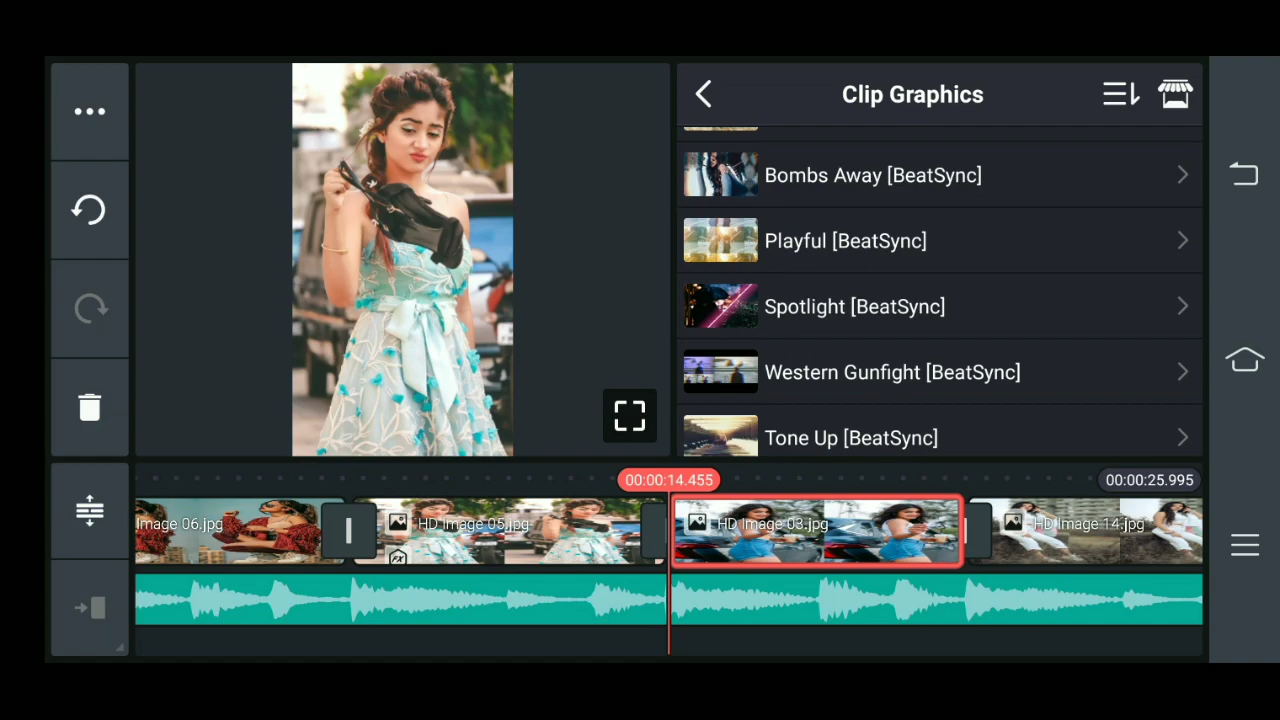 Clip Graphics
Bombs Away [BeatSync]
Playful [BeatSync]
Spotlight [BeatSync]
Western Gunfight [BeatSync]
Tone Up [BeatSync]
00:00:14.455
00:00:25.995
Image 06.jpg
HD Image 05.jpg
HD Image 03.jpg
HD Image 14.jpg
FX